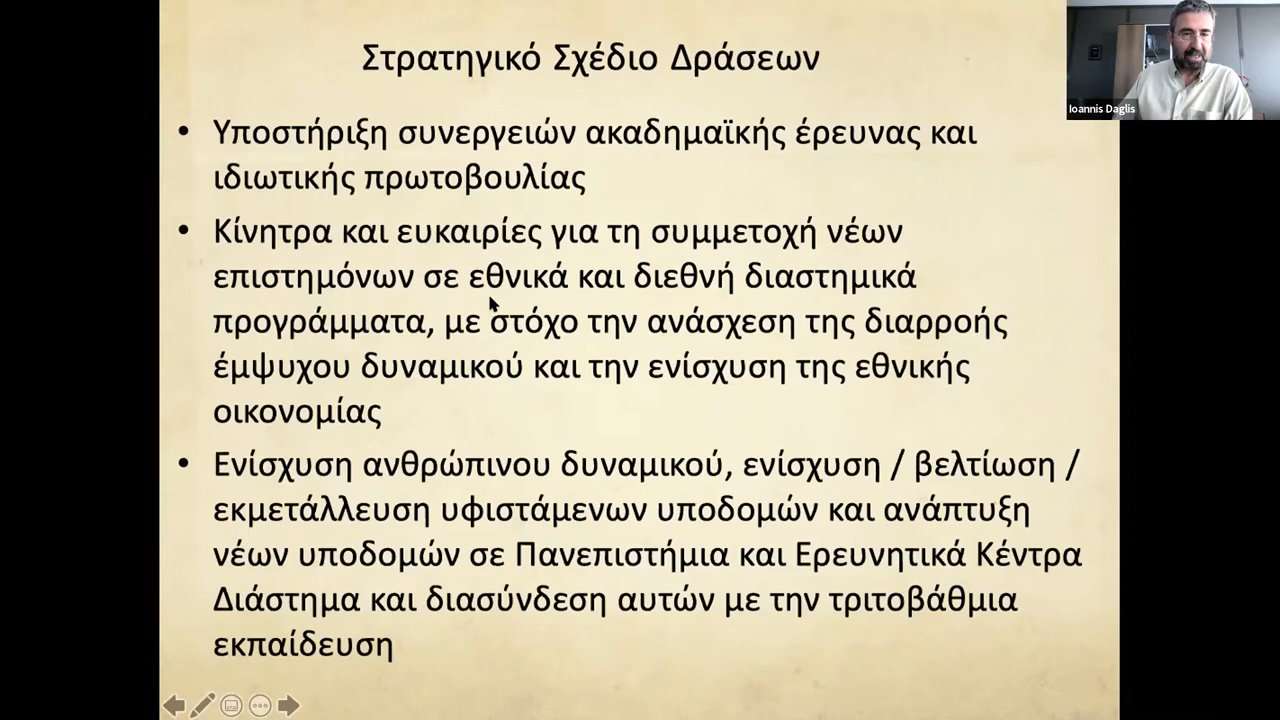 Στρατηγικό Σχέδιο Δράσεων
Ioannis Daglis
• Υποστήριξη συνεργειών ακαδημαϊκής έρευνας και
ιδιωτικής πρωτοβουλίας
• Κίνητρα και ευκαιρίες για τη συμμετοχή νέων
επιστημόνων σε εθνικά και διεθνή διαστημικά
προγράμματα, με στόχο την ανάσχεση της διαρροής
έμψυχου δυναμικού και την ενίσχυση της εθνικής
οικονομίας
• Ενίσχυση ανθρώπινου δυναμικού, ενίσχυση / βελτίωση /
εκμετάλλευση υφιστάμενων υποδομών και ανάπτυξη
νέων υποδομών σε Πανεπιστήμια και Ερευνητικά Κέντρα
Διάστημα και διασύνδεση αυτών με την τριτοβάθμια
εκπαίδευση